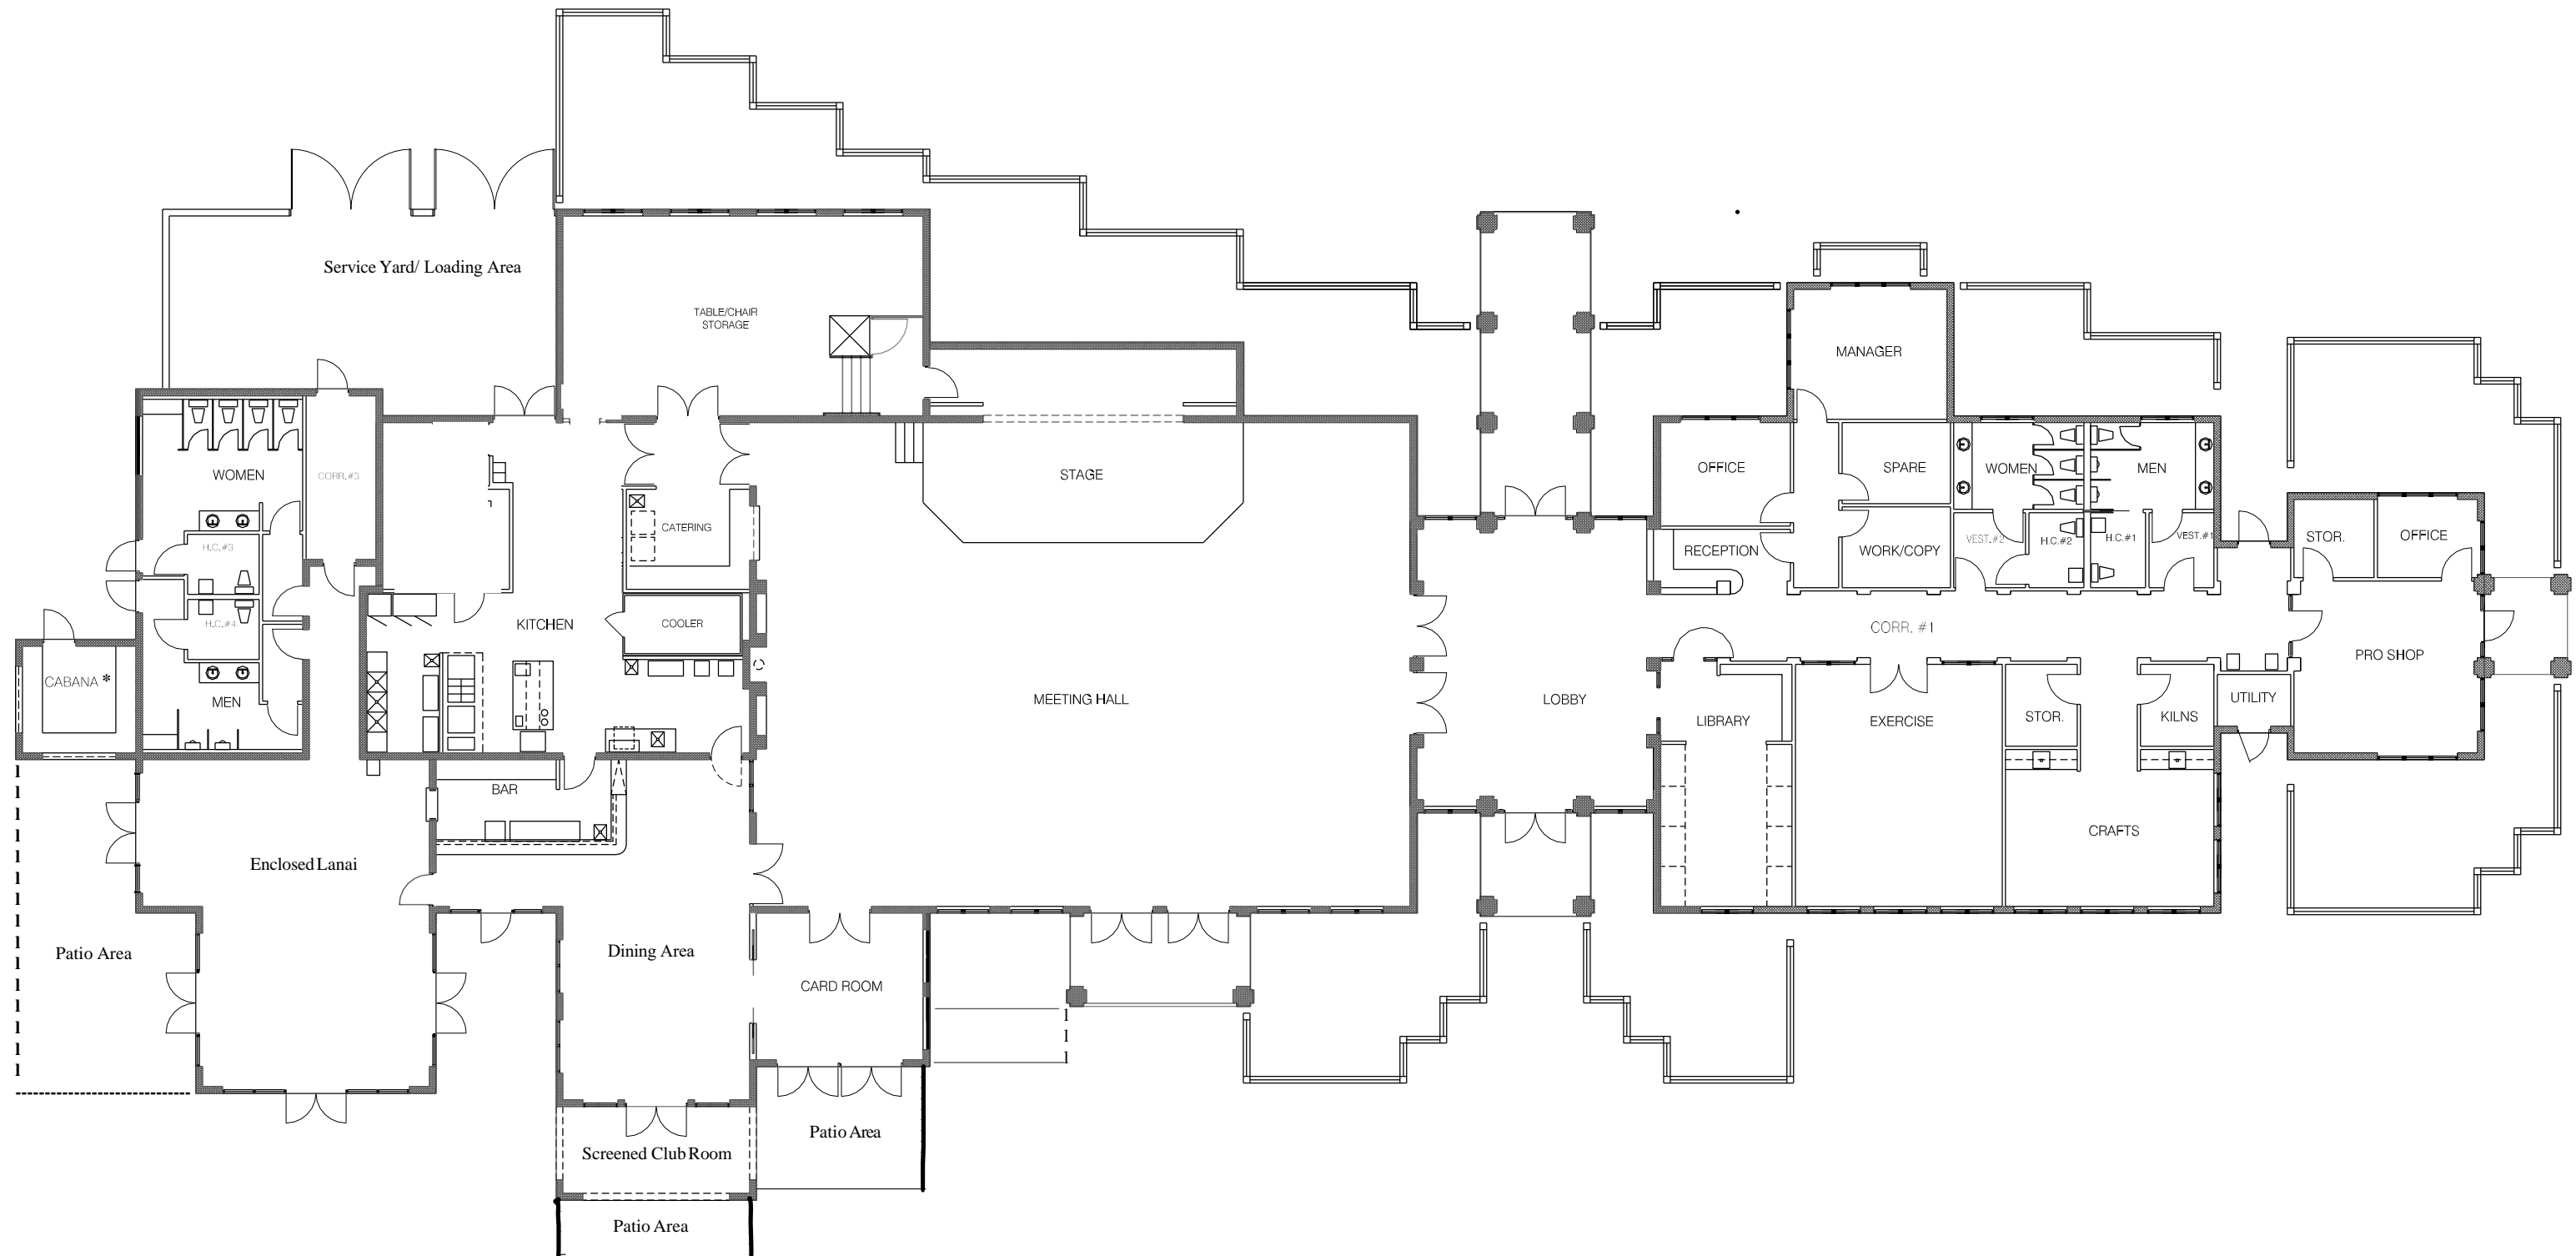 Service Yard/ Loading Area
TABLE/CHAIR
STORAGE
MANAGER
WOMEN
CORR.#3
STAGE
OFFICE
SPARE
WOMEN
MEN
CATERING
H.C.#3
RECEPTION
WORK/COPY
VEST.#2
H.C.#2
H.C.#1
VEST.#1
STOR.
OFFICE
KITCHEN
COOLER
H.C.#4
CORR. #1
PRO SHOP
CABANA *
MEN
MEETING HALL
LOBBY
LIBRARY
EXERCISE
STOR.
KILNS
UTILITY
BAR
CRAFTS
Enclosed Lanai
Patio Area
Dining Area
CARD ROOM
Patio Area
Screened Club Room
Patio Area